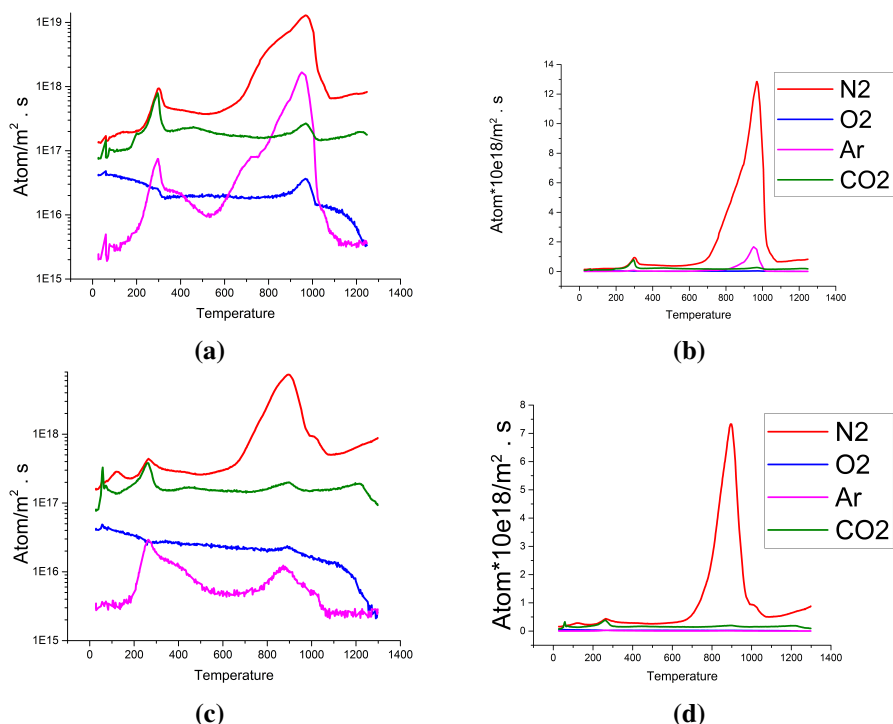 1E19
1E18
1E17
1E16
1E15
Atom/m² . s
0 200 400 600 800 1000 1200 1400
Temperature
(a)
14
12
10
8
6
4
2
0
Atom*10e18/m² . s
0 200 400 600 800 1000 1200 1400
Temperature
N2
O2
Ar
CO2
(b)
1E18
1E17
1E16
1E15
Atom/m² . s
0 200 400 600 800 1000 1200 1400
Temperature
(c)
8
7
6
5
4
3
2
1
0
Atom*10e18/m² . s
0 200 400 600 800 1000 1200 1400
Temperature
N2
O2
Ar
CO2
(d)